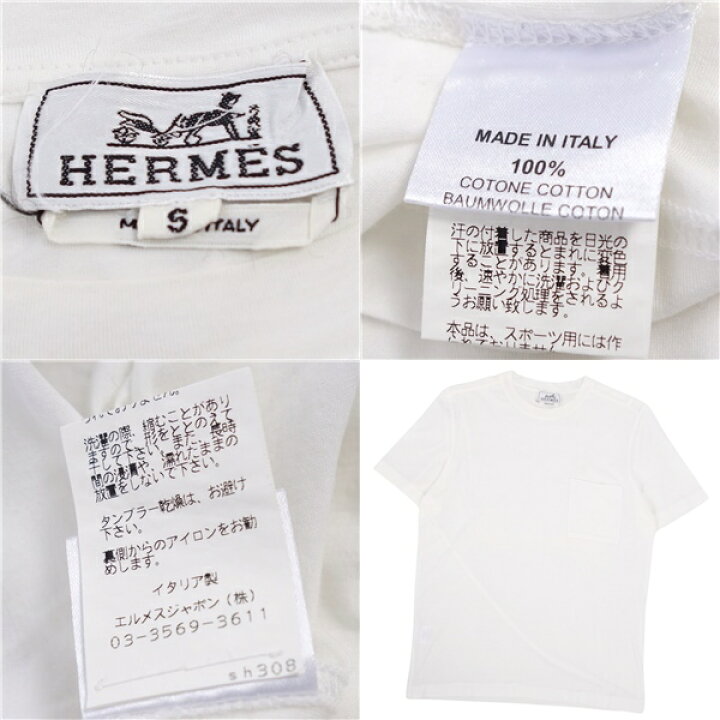 HERMES
S
MADE IN ITALY
100%
COTONE COTTON
BAUMWOLLE COTON
汗の付着した商品を日光の
下に放置するとまれに変色
することがあります。着用
後、速やかに洗濯およびク
リーニング処理をされるよ
うお願い致します。
本品は、スポーツ用には作
られておりません。
洗濯の際、縮むことがあり
ますので、形をととのえて
干して下さい。また、長時
間の浸漬や、濡れたままの
放置をしないで下さい。
タンブラー乾燥は、お避け
下さい。
裏側からのアイロンをお勧
めします。
イタリア製
エルメスジャポン(株)
03-3569-3611
sh308
HERMES